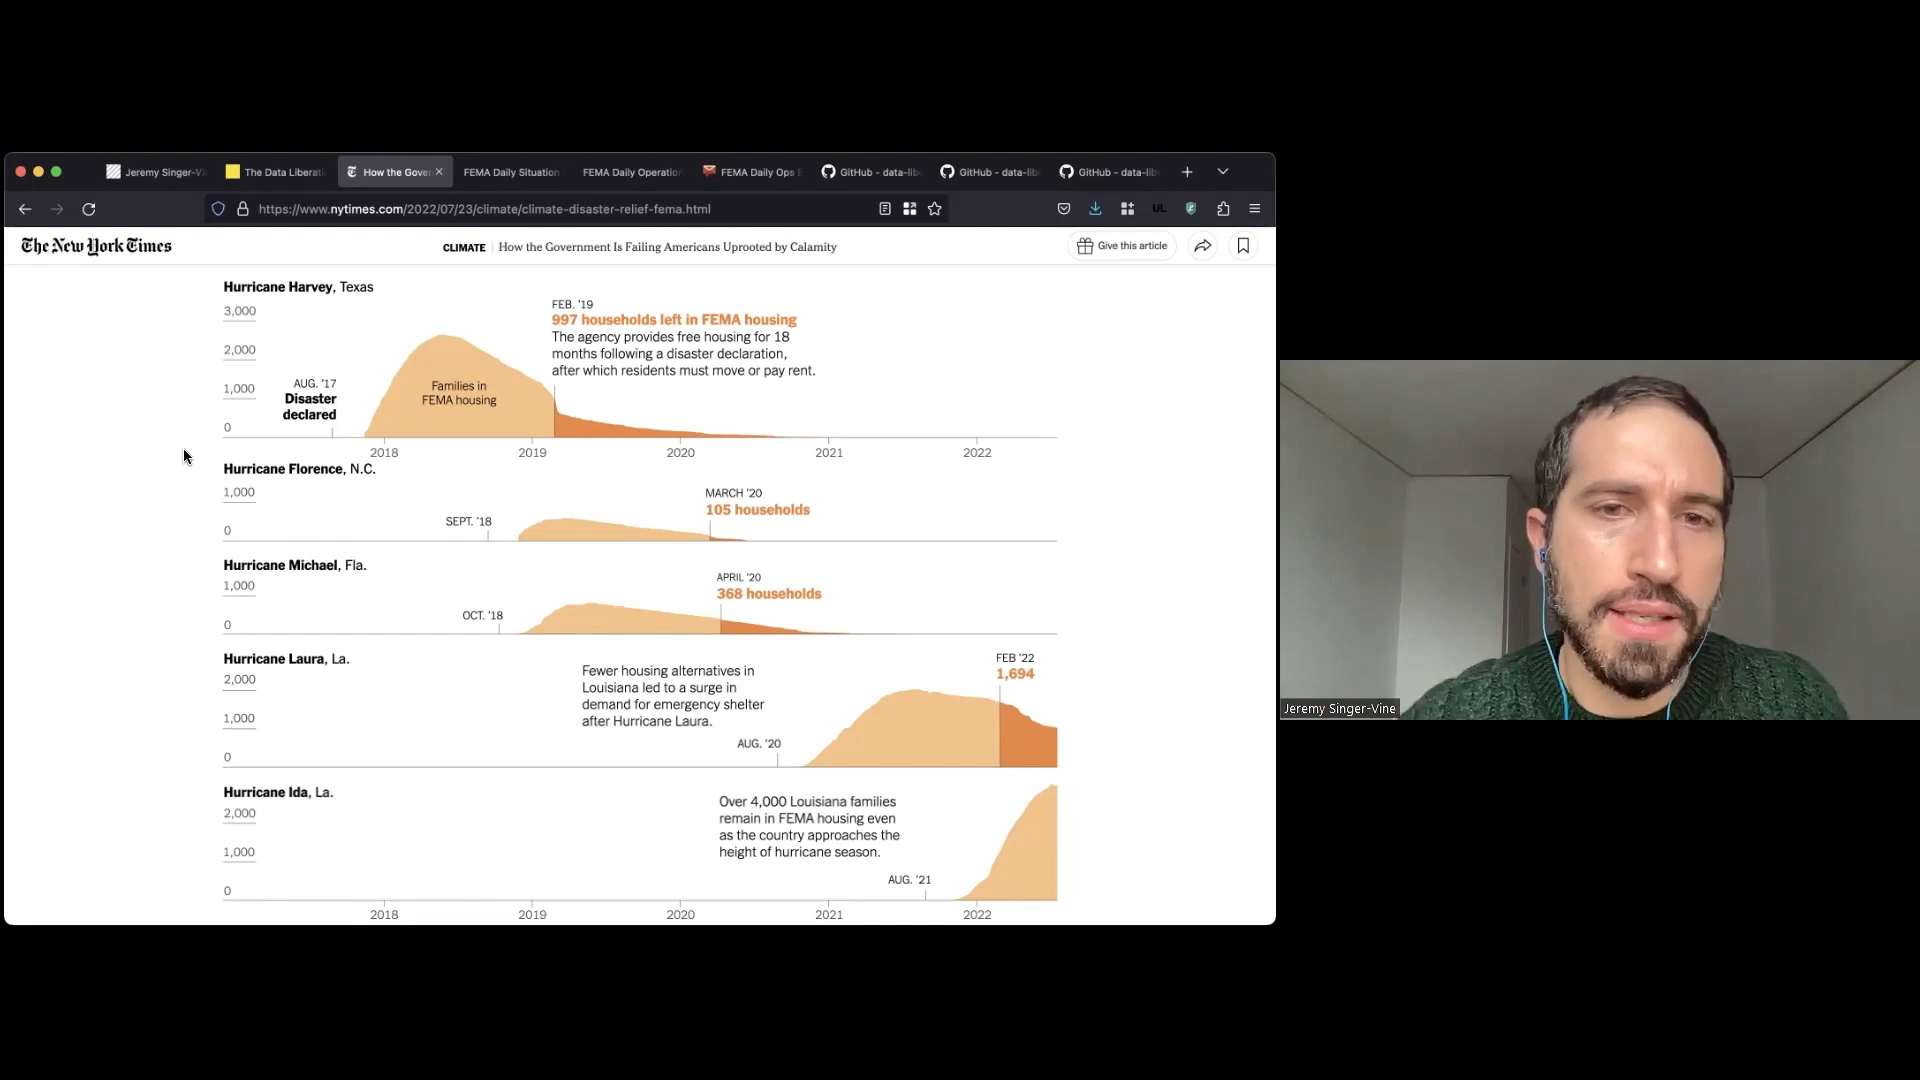 Jeremy Singer-Vi
The Data Liberati
How the Gover
FEMA Daily Situation
FEMA Daily Operation
FEMA Daily Ops E
GitHub - data-lib
GitHub - data-lib
GitHub - data-lib
https://www.nytimes.com/2022/07/23/climate/climate-disaster-relief-fema.html
UL
The New York Times
CLIMATE | How the Government Is Failing Americans Uprooted by Calamity
Give this article
Hurricane Harvey, Texas
3,000
2,000
1,000
0
AUG. '17
Disaster
declared
Families in
FEMA housing
FEB. '19
997 households left in FEMA housing
The agency provides free housing for 18
months following a disaster declaration,
after which residents must move or pay rent.
2018 2019 2020 2021 2022
Hurricane Florence, N.C.
1,000
0
SEPT. '18
MARCH '20
105 households
Hurricane Michael, Fla.
1,000
0
OCT. '18
APRIL '20
368 households
Hurricane Laura, La.
2,000
1,000
0
Fewer housing alternatives in
Louisiana led to a surge in
demand for emergency shelter
after Hurricane Laura.
AUG. '20
FEB '22
1,694
Hurricane Ida, La.
2,000
1,000
0
Over 4,000 Louisiana families
remain in FEMA housing even
as the country approaches the
height of hurricane season.
AUG. '21
2018 2019 2020 2021 2022
Jeremy Singer-Vine